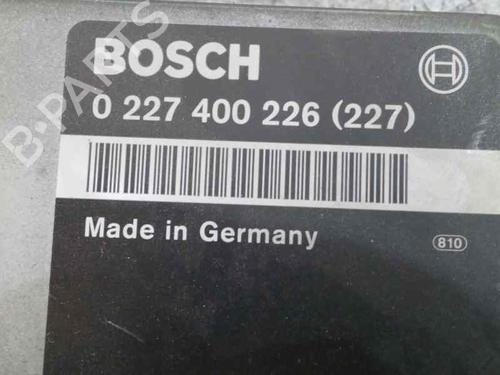 BOSCH
0 227 400 226 (227)
Made in Germany
810
B-PARTS